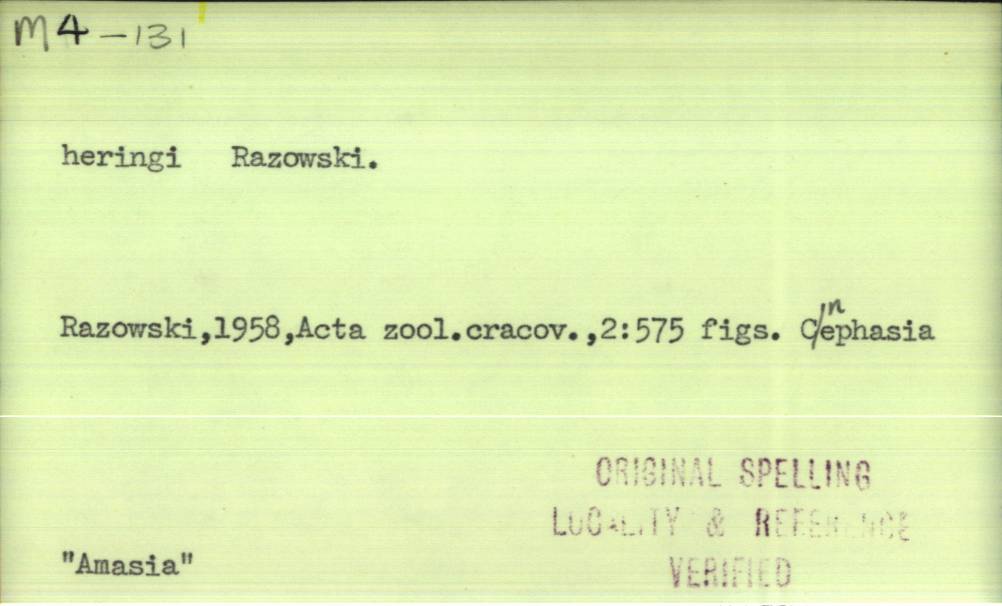 M4-131
heringi Razowski.
Razowski,1958,Acta zool.cracov.,2:575 figs. Cnephasia
ORIGINAL SPELLING
LOCALITY & REFERENCE
"Amasia"
VERIFIED